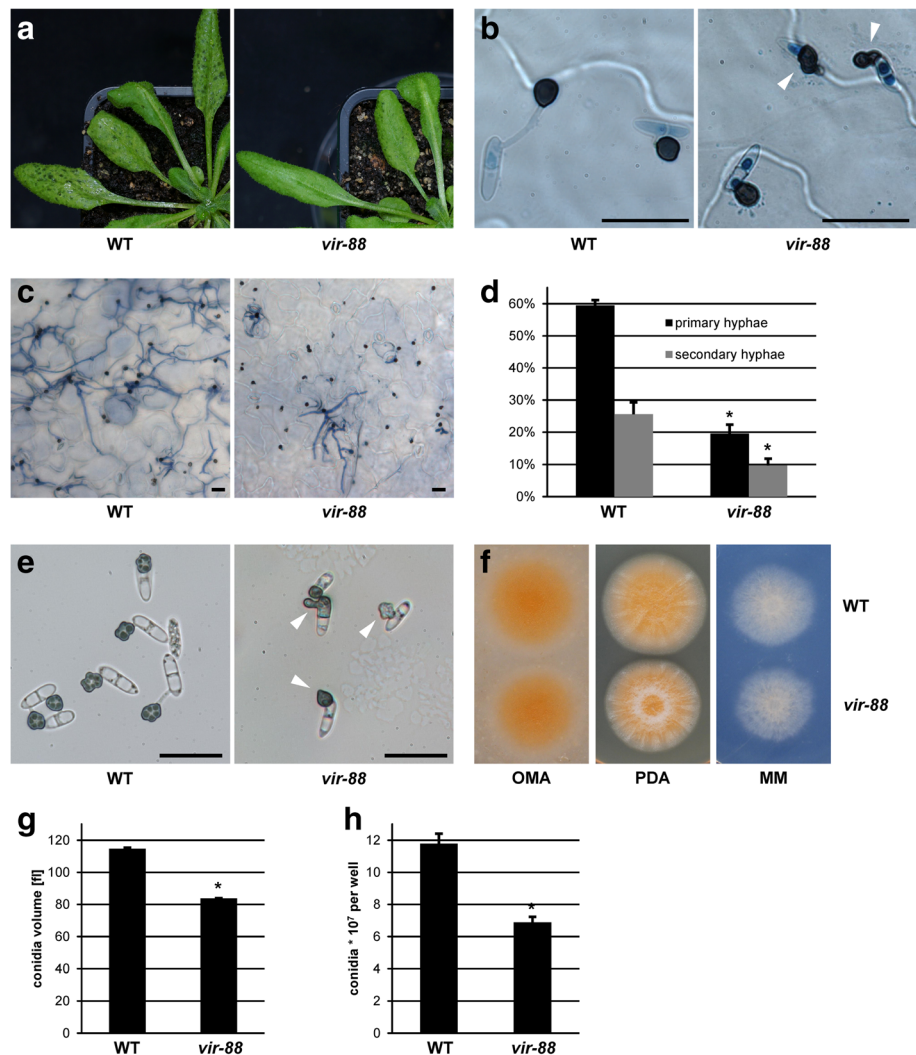 a
WT
vir-88
b
WT
vir-88
c
WT
vir-88
d
60%
50%
40%
30%
20%
10%
0%
primary hyphae
secondary hyphae
*
*
WT
vir-88
e
WT
vir-88
f
WT
vir-88
OMA
PDA
MM
g
conidia volume [fl]
120
100
80
60
40
20
0
*
WT
vir-88
h
conidia * 10⁷ per well
12
10
8
6
4
2
0
*
WT
vir-88